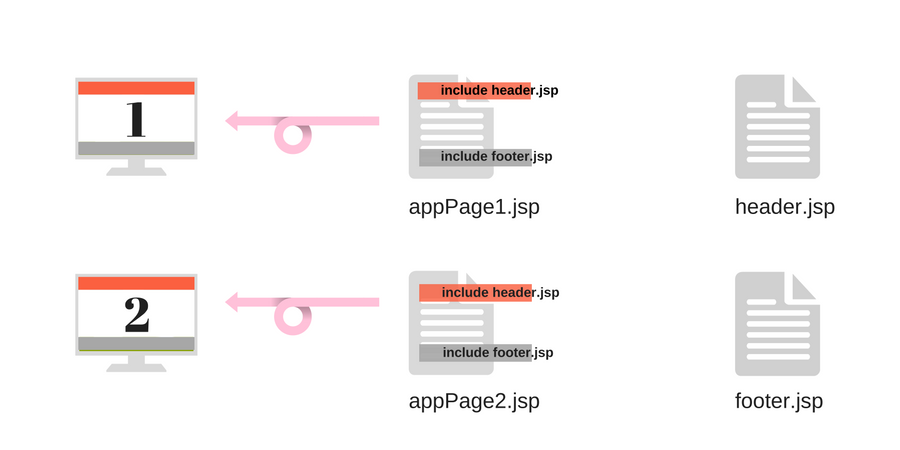 1
include header.jsp
include footer.jsp
appPage1.jsp
header.jsp
2
include header.jsp
include footer.jsp
appPage2.jsp
footer.jsp